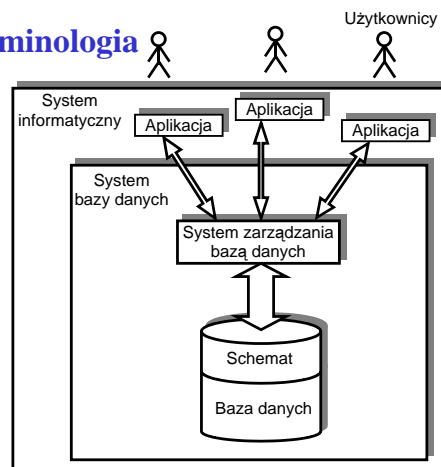 minologia
Użytkownicy
System
informatyczny
Aplikacja
Aplikacja
Aplikacja
System
bazy danych
System zarządzania
bazą danych
Schemat
Baza danych